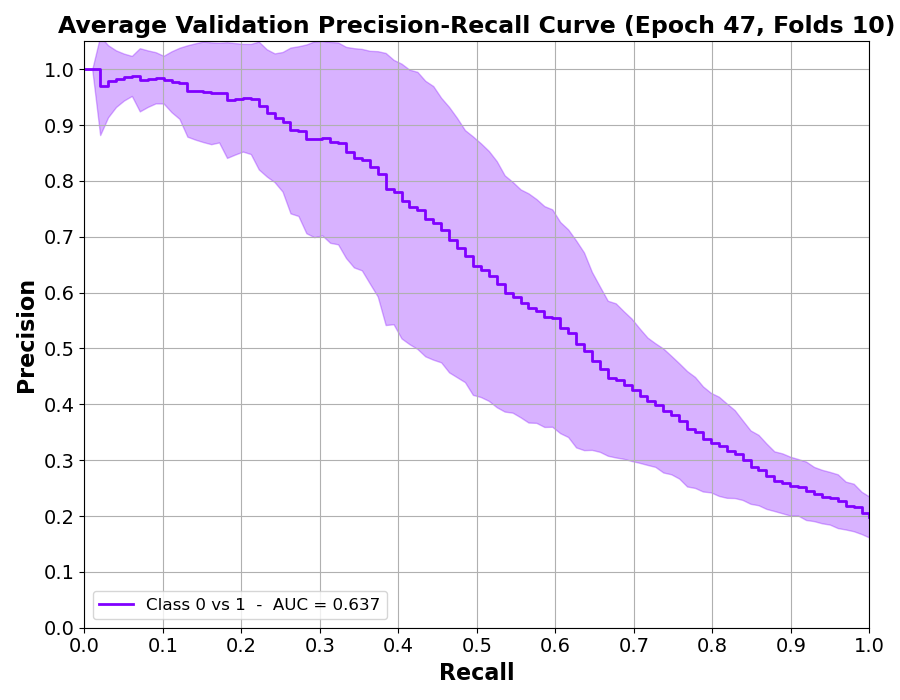 Average Validation Precision-Recall Curve (Epoch 47, Folds 10)
1.0
0.9
0.8
0.7
0.6
0.5
0.4
0.3
0.2
0.1
0.0
Precision
Class 0 vs 1 - AUC = 0.637
0.0 0.1 0.2 0.3 0.4 0.5 0.6 0.7 0.8 0.9 1.0
Recall